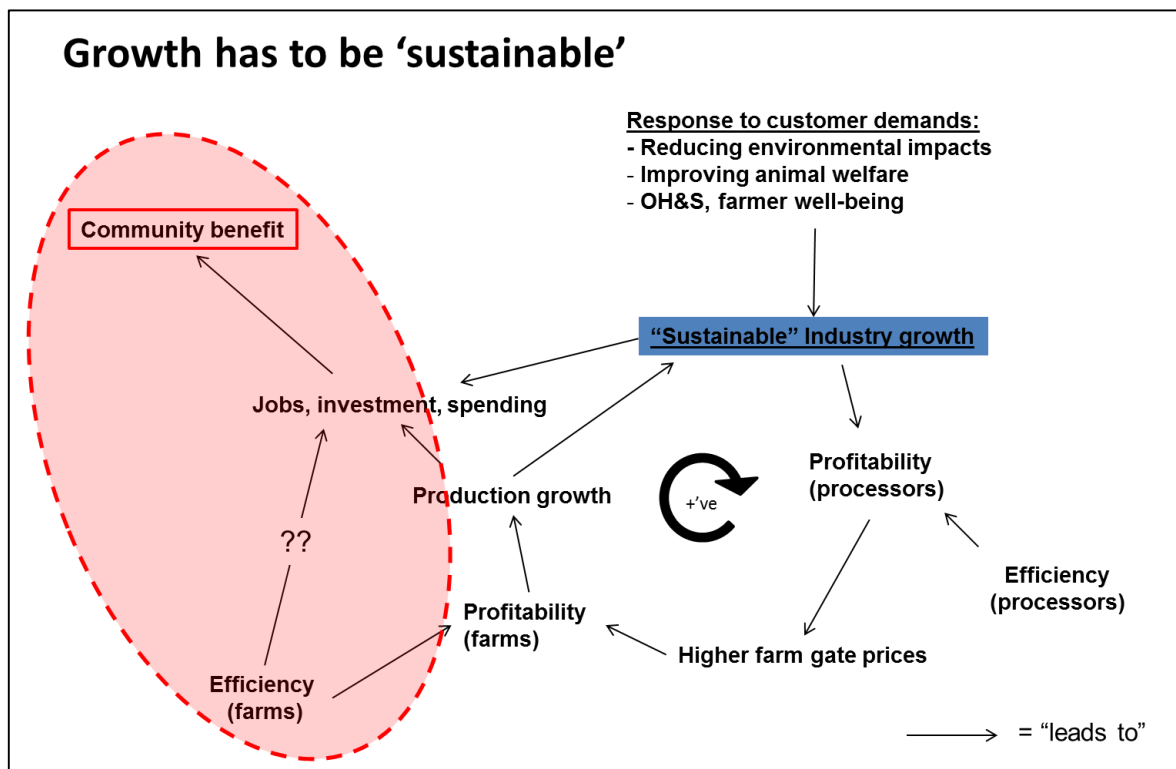 Growth has to be ‘sustainable’
Response to customer demands:
- Reducing environmental impacts
- Improving animal welfare
- OH&S, farmer well-being
Community benefit
“Sustainable” Industry growth
Jobs, investment, spending
Profitability
(processors)
Production growth
+’ve
??
Efficiency
(processors)
Profitability
(farms)
Higher farm gate prices
Efficiency
(farms)
= “leads to”